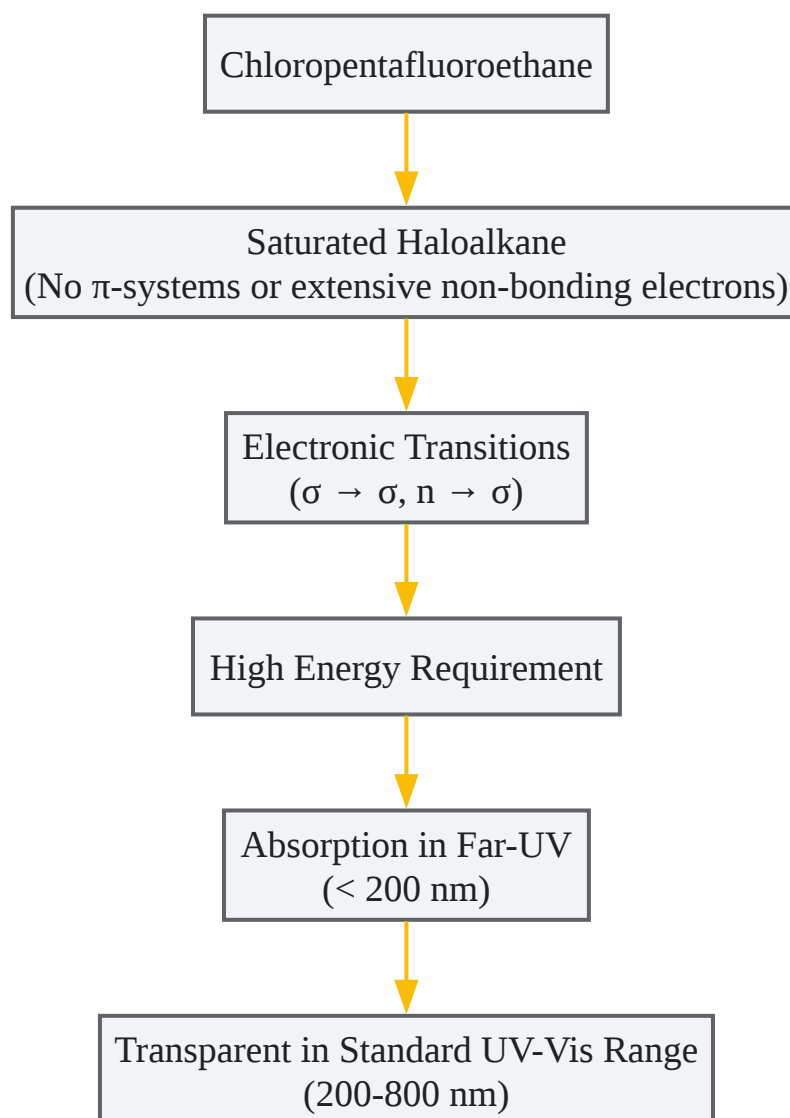 Chloropentafluoroethane
Saturated Haloalkane
(No π-systems or extensive non-bonding electrons)
Electronic Transitions
(σ → σ, n → σ)
High Energy Requirement
Absorption in Far-UV
(< 200 nm)
Transparent in Standard UV-Vis Range
(200-800 nm)